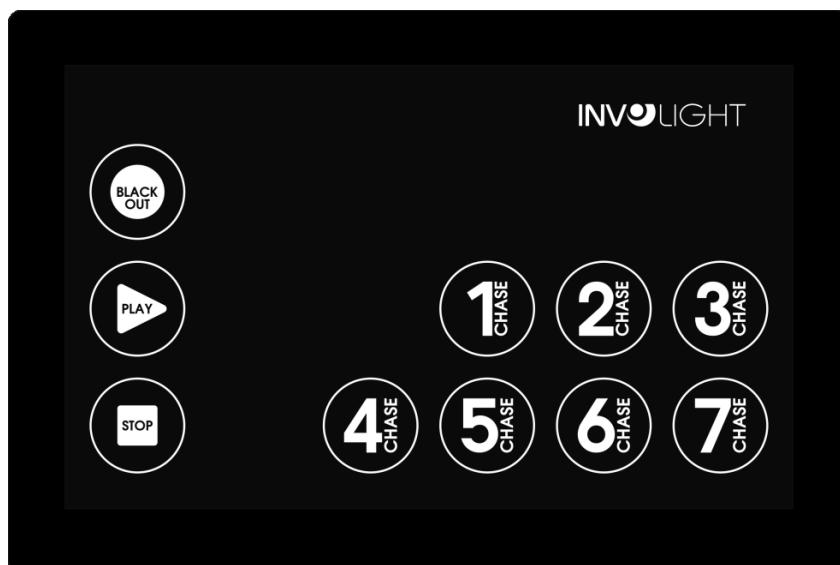 INVOLIGHT
BLACK
OUT
PLAY
1 CHASE
2 CHASE
3 CHASE
STOP
4 CHASE
5 CHASE
6 CHASE
7 CHASE